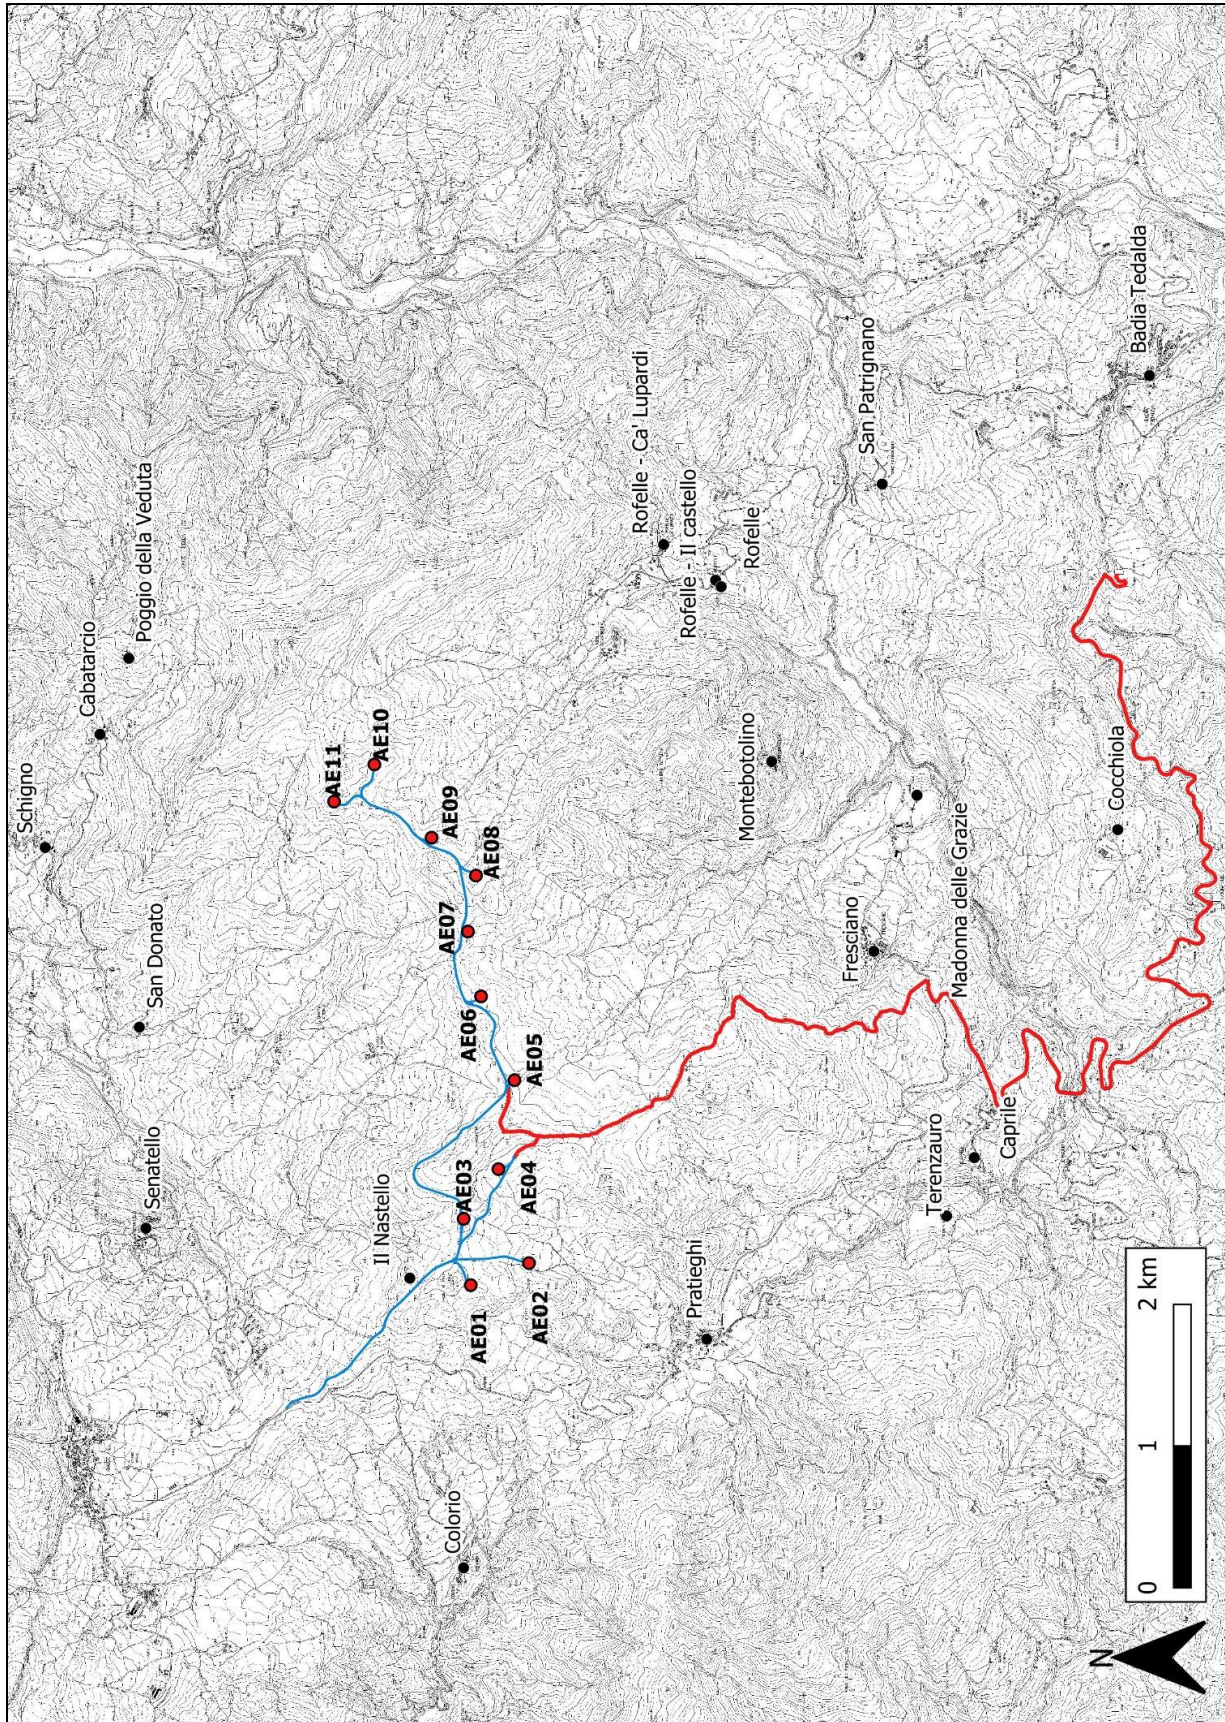 Schigno
Cabatarcio
Poggio della Veduta
San Donato
Senatello
AE11
AE10
AE09
AE08
AE07
AE06
AE05
AE03
AE04
AE01
AE02
Il Nastello
Colorio
Pratieghi
Rofelle - Ca' Lupardi
Rofelle - Il castello
Rofelle
Montebotolino
San Patrignano
Fresciano
Madonna delle Grazie
Terenzauro
Caprile
Cocchiola
Badia Tedalda
N
0 1 2 km